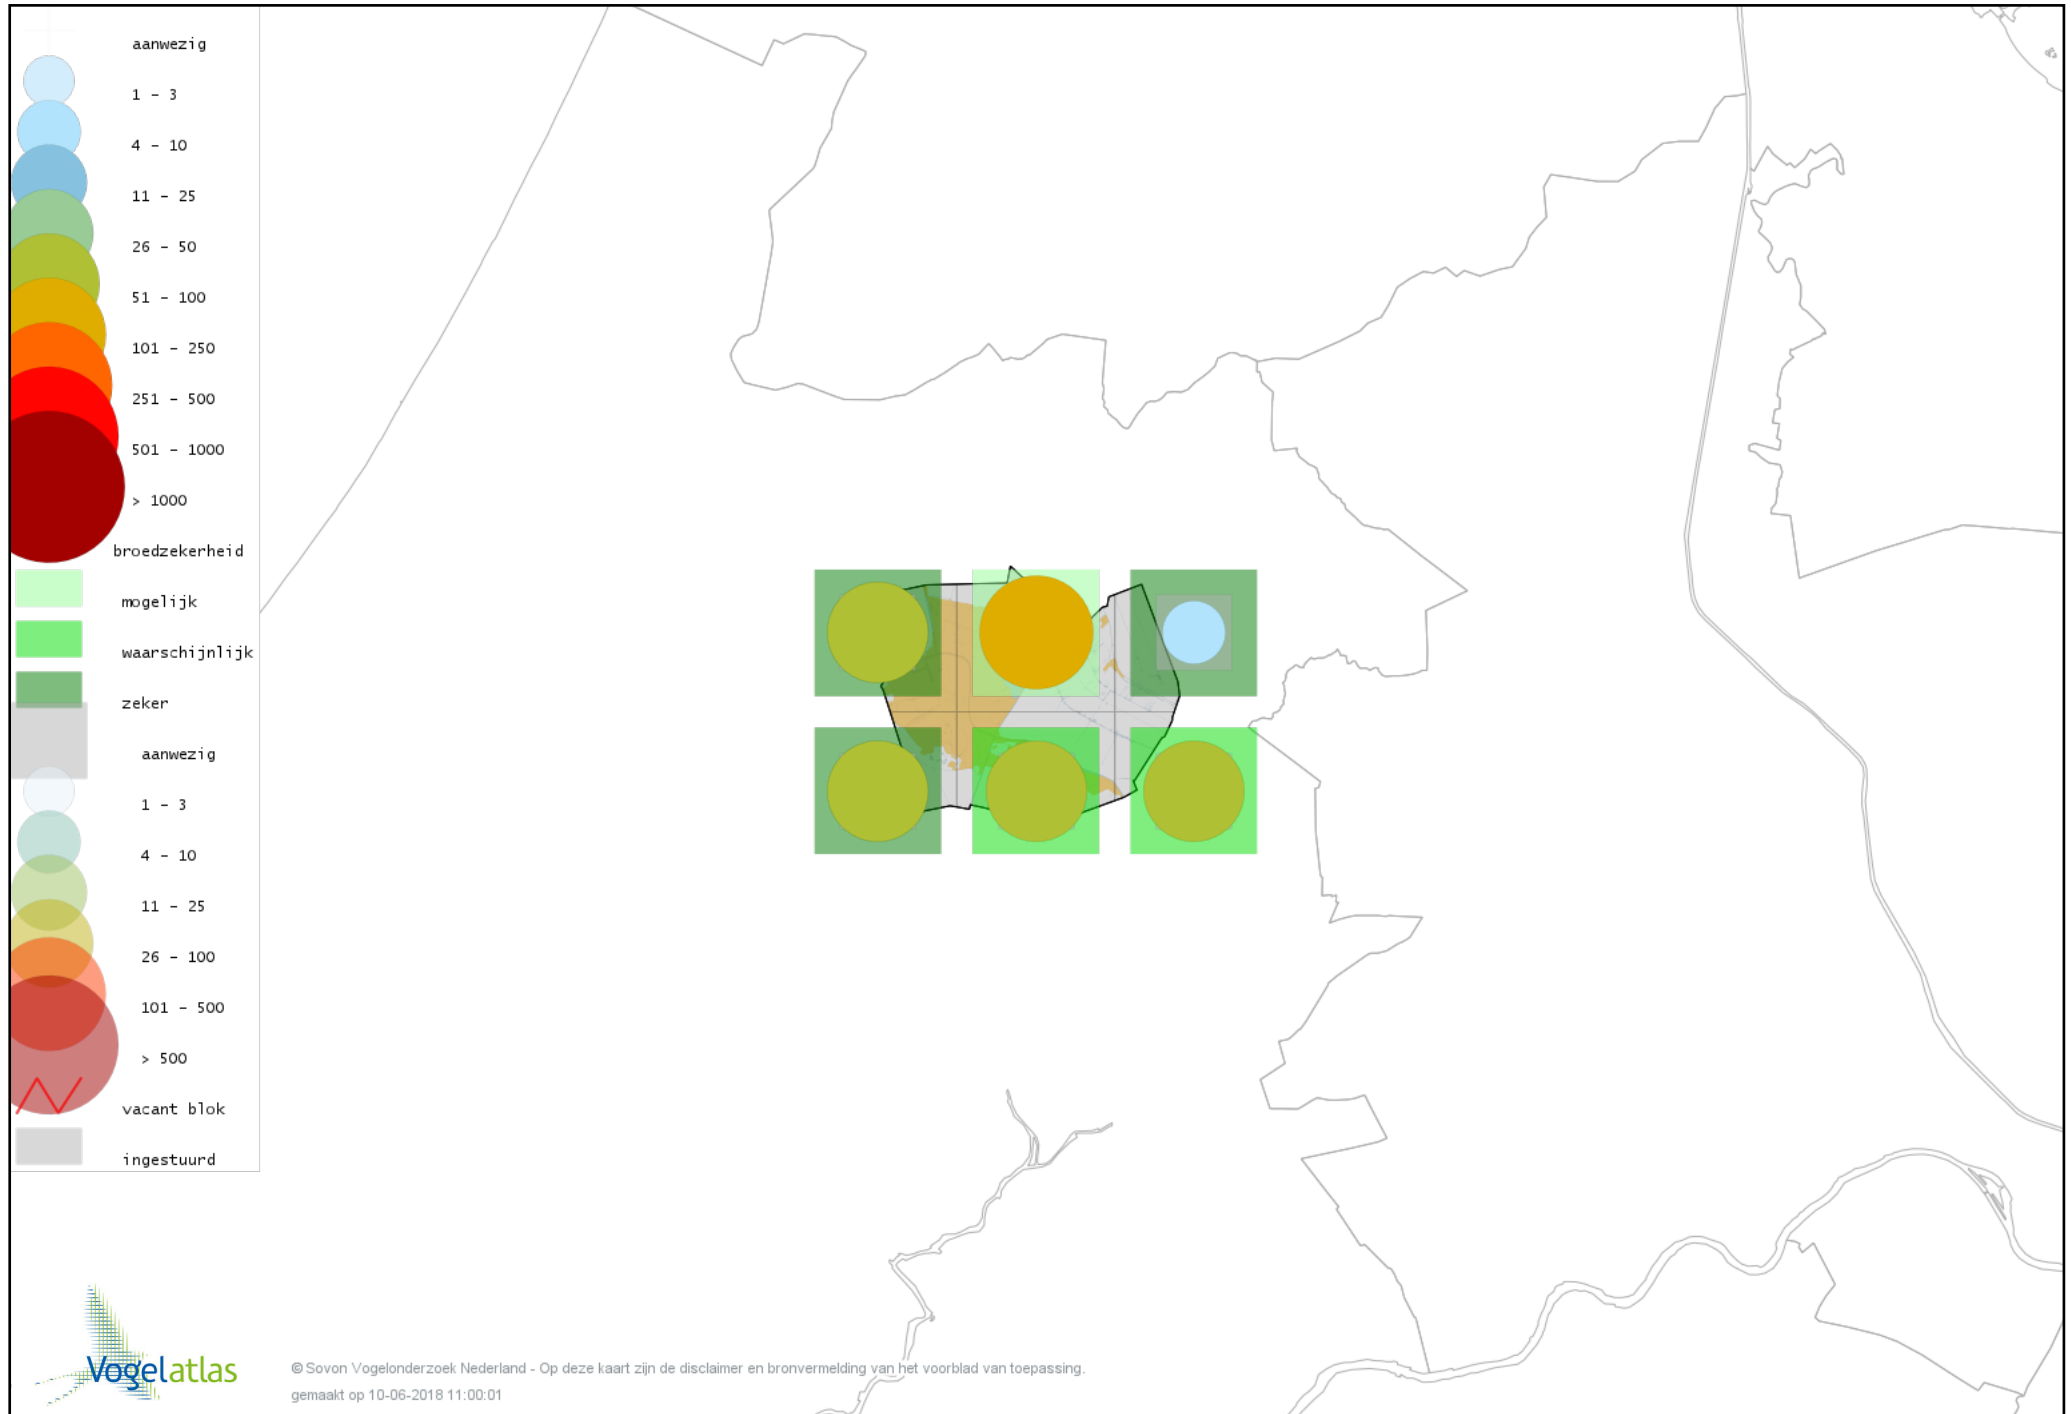 aanwezig
1 - 3
4 - 10
11 - 25
26 - 50
51 - 100
101 - 250
251 - 500
501 - 1000
> 1000
broedzekerheid
mogelijk
waarschijnlijk
zeker
aanwezig
1 - 3
4 - 10
11 - 25
26 - 100
101 - 500
> 500
vacant blok
ingestuurd
Vogelatlas
© Sovon Vogelonderzoek Nederland - Op deze kaart zijn de disclaimer en bronvermelding van het voorblad van toepassing.
gemaakt op 10-06-2018 11:00:01